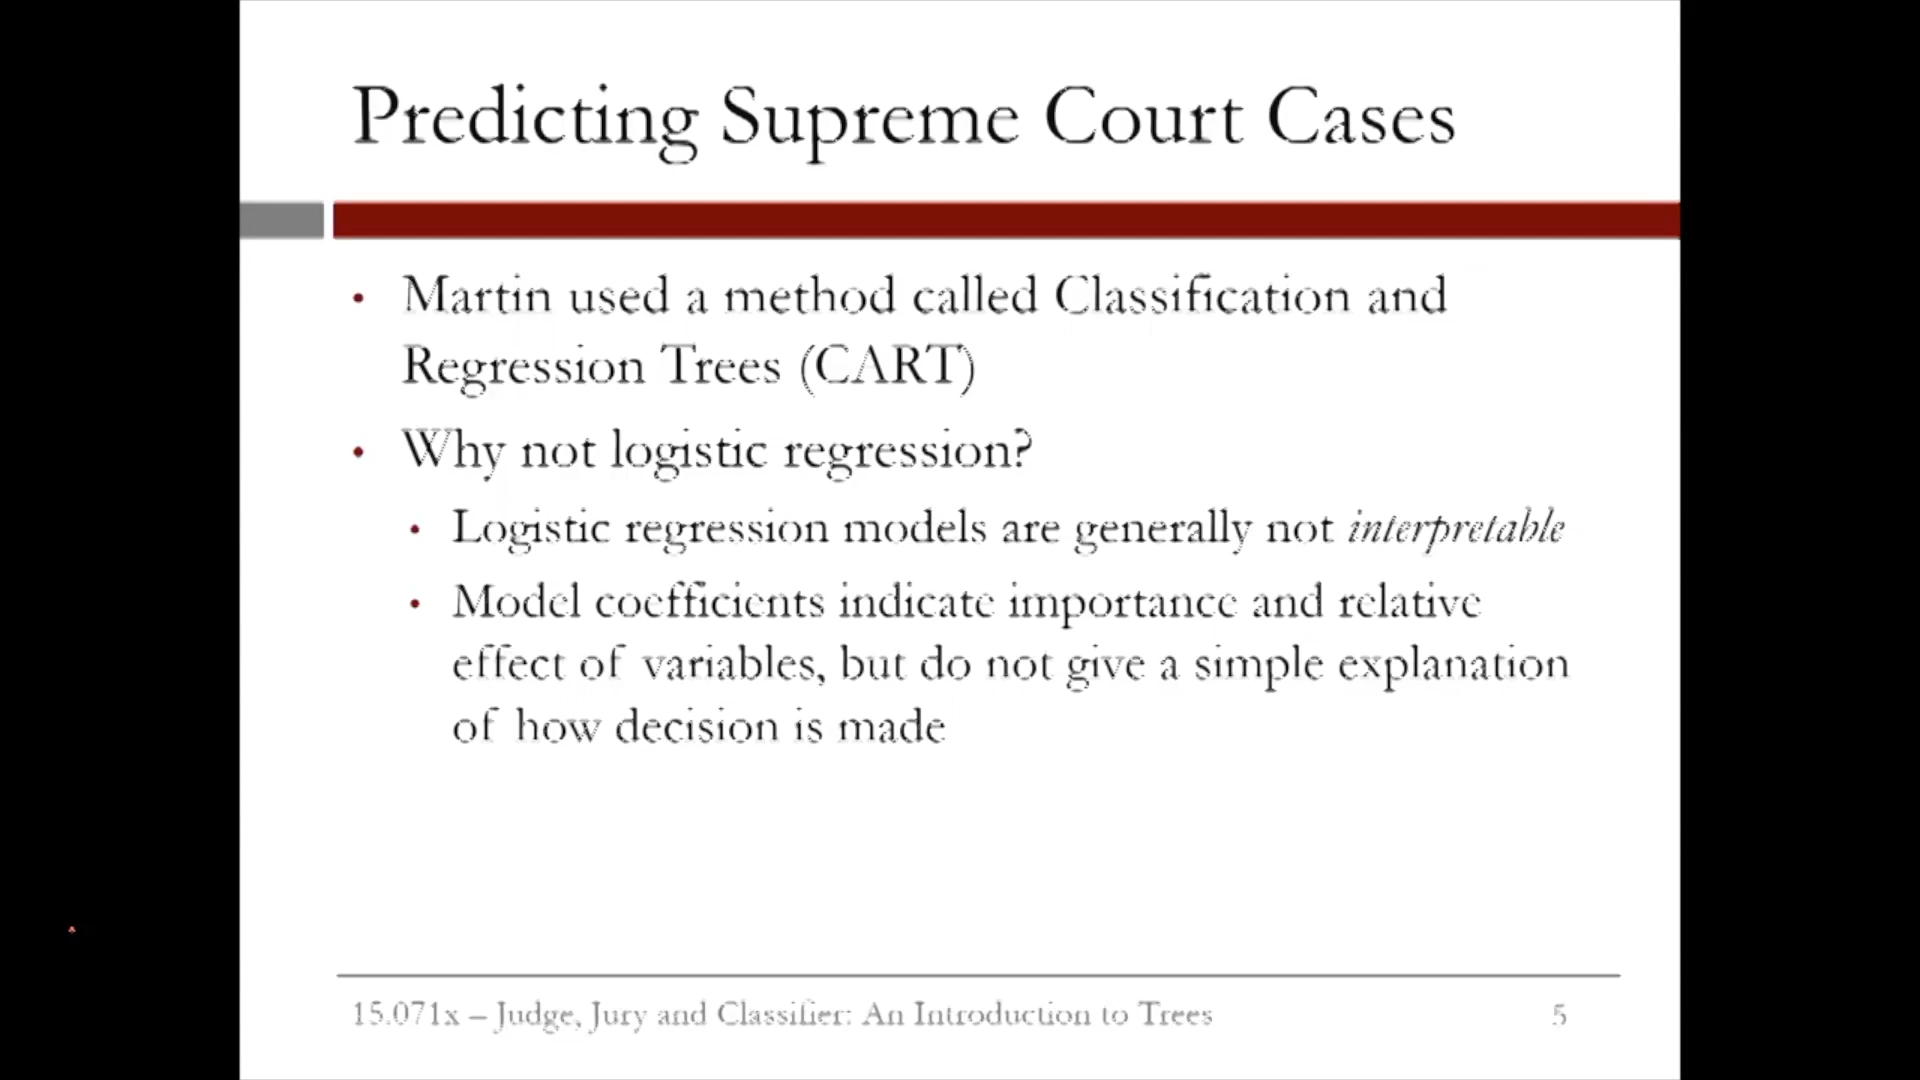 Predicting Supreme Court Cases
• Martin used a method called Classification and
Regression Trees (CART)
• Why not logistic regression?
• Logistic regression models are generally not interpretable
• Model coefficients indicate importance and relative
effect of variables, but do not give a simple explanation
of how decision is made
15.071x – Judge, Jury and Classifier: An Introduction to Trees 5